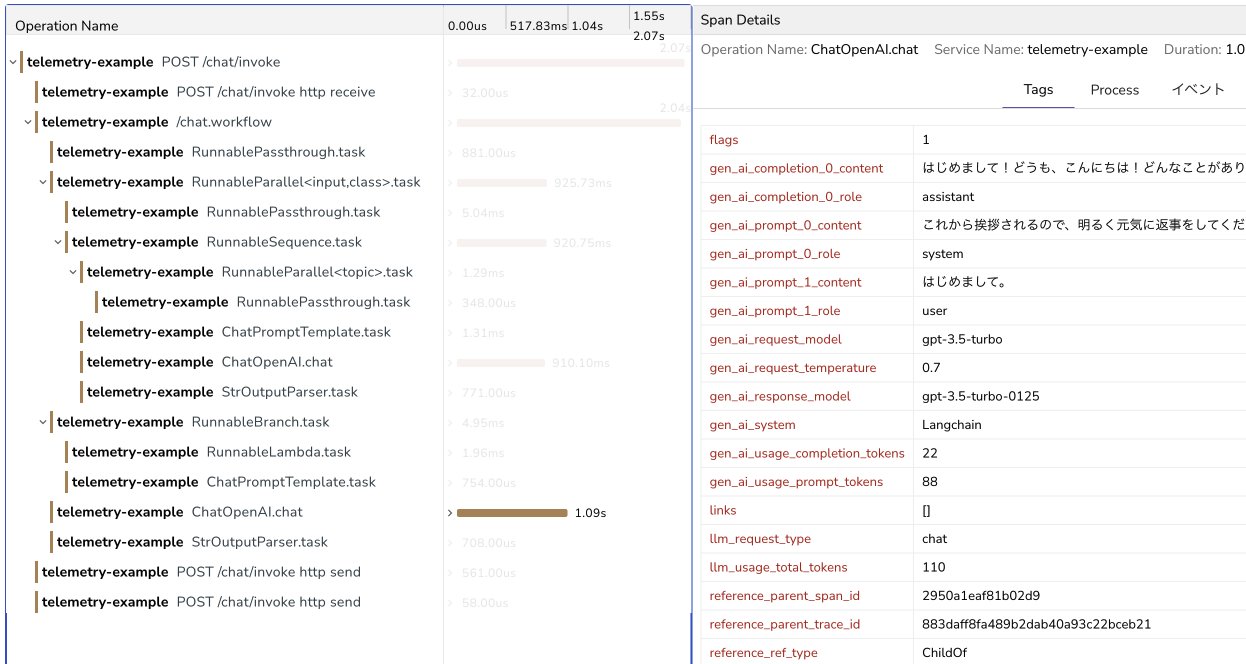 Operation Name
0.00us 517.83ms 1.04s 1.55s 2.07s
telemetry-example POST /chat/invoke 2.07s
telemetry-example POST /chat/invoke http receive 32.00us
telemetry-example /chat.workflow 2.04s
telemetry-example RunnablePassthrough.task 881.00us
telemetry-example RunnableParallel<input,class>.task 925.73ms
telemetry-example RunnablePassthrough.task 5.04ms
telemetry-example RunnableSequence.task 920.75ms
telemetry-example RunnableParallel<topic>.task 1.29ms
telemetry-example RunnablePassthrough.task 348.00us
telemetry-example ChatPromptTemplate.task 1.31ms
telemetry-example ChatOpenAI.chat 910.10ms
telemetry-example StrOutputParser.task 771.00us
telemetry-example RunnableBranch.task 4.95ms
telemetry-example RunnableLambda.task 1.96ms
telemetry-example ChatPromptTemplate.task 754.00us
telemetry-example ChatOpenAI.chat 1.09s
telemetry-example StrOutputParser.task 708.00us
telemetry-example POST /chat/invoke http send 561.00us
telemetry-example POST /chat/invoke http send 58.00us
Span Details
Operation Name: ChatOpenAI.chat Service Name: telemetry-example Duration: 1.0
Tags Process イベント
flags 1
gen_ai_completion_0_content はじめまして！どうも、こんにちは！どんなことがあり
gen_ai_completion_0_role assistant
gen_ai_prompt_0_content これから挨拶されるので、明るく元気に返事をしてくだ
gen_ai_prompt_0_role system
gen_ai_prompt_1_content はじめまして。
gen_ai_prompt_1_role user
gen_ai_request_model gpt-3.5-turbo
gen_ai_request_temperature 0.7
gen_ai_response_model gpt-3.5-turbo-0125
gen_ai_system Langchain
gen_ai_usage_completion_tokens 22
gen_ai_usage_prompt_tokens 88
links []
llm_request_type chat
llm_usage_total_tokens 110
reference_parent_span_id 2950a1eaf81b02d9
reference_parent_trace_id 883daff8fa489b2dab40a93c22bceb21
reference_ref_type ChildOf